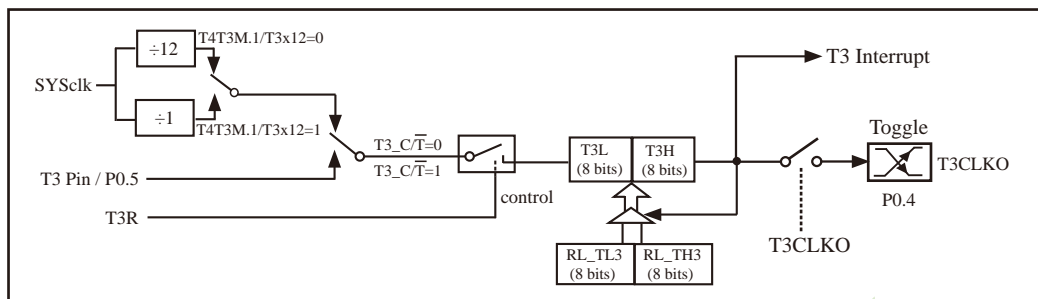 ÷12
T4T3M.1/T3x12=0
SYSclk
÷1
T4T3M.1/T3x12=1
T3 Pin / P0.5
T3R
T3_C/T̅=0
T3_C/T̅=1
control
T3L
(8 bits)
T3H
(8 bits)
RL_TL3
(8 bits)
RL_TH3
(8 bits)
T3 Interrupt
Toggle
T3CLKO
P0.4
T3CLKO